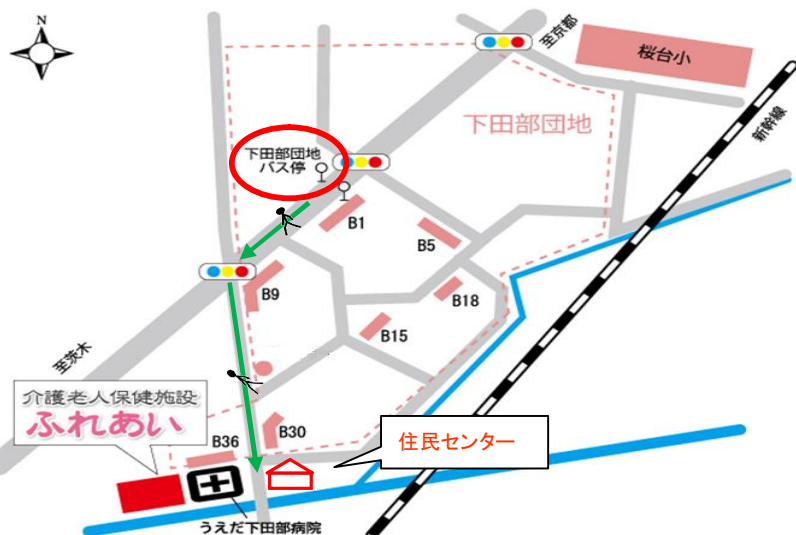 N
至京都
桜台小
新幹線
下田部団地
下田部団地
バス停
B1
B5
B9
B18
B15
至茨木
介護老人保健施設
ふれあい
B36
B30
住民センター
うえだ下田部病院